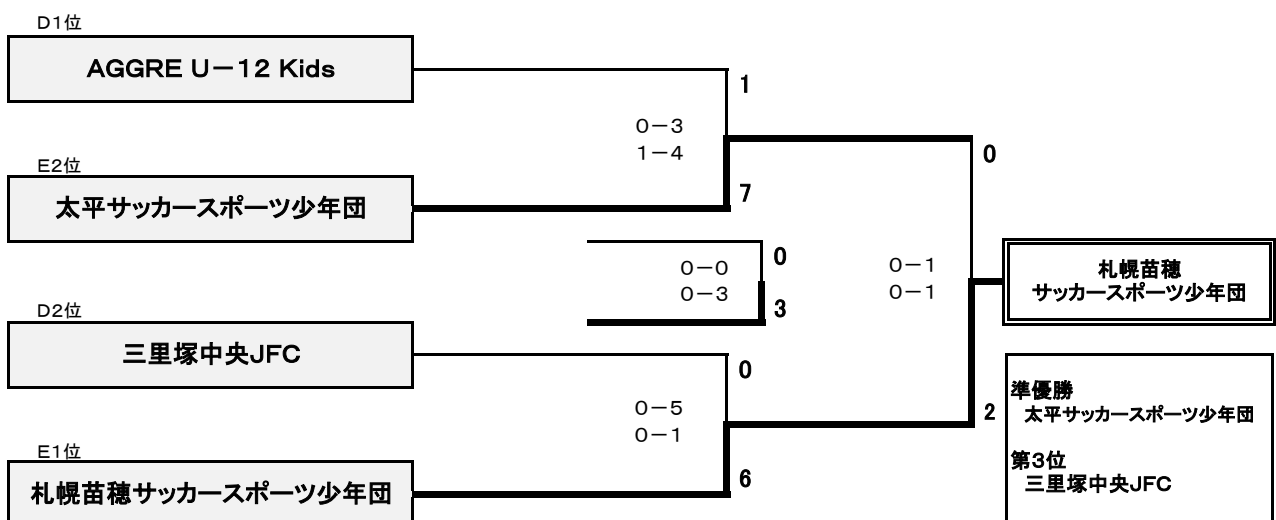 D1位
AGGRE U－12 Kids
1
0－3
1－4
0
E2位
7
太平サッカースポーツ少年団
0
0－0
0－3
3
0－1
0－1
札幌苗穂
サッカースポーツ少年団
D2位
三里塚中央JFC
0
0－5
0－1
2
準優勝
太平サッカースポーツ少年団
E1位
第3位
札幌苗穂サッカースポーツ少年団
6
三里塚中央JFC